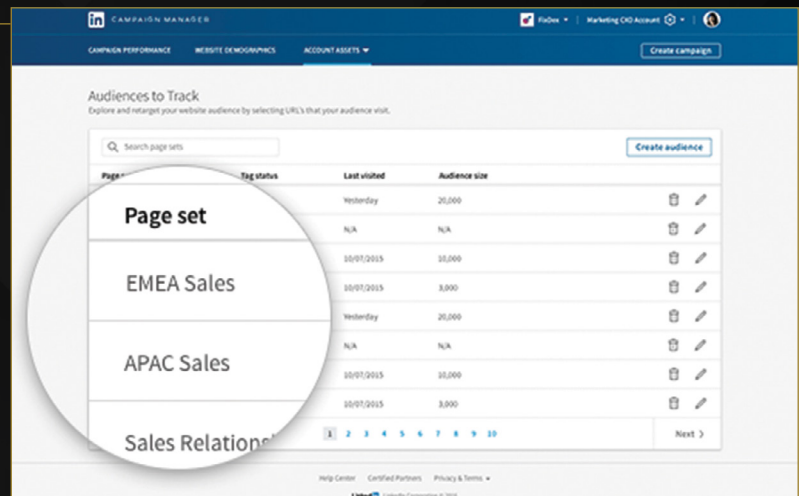 in CAMPAIGN MANAGER FixDex Marketing CXO Account
CAMPAIGN PERFORMANCE WEBSITE DEMOGRAPHICS ACCOUNT ASSETS Create campaign
Audiences to Track
Explore and retarget your website audience by selecting URL's that your audience visit.
Search page sets Create audience
Tag status Last visited Audience size
Page set
Yesterday 20,000
N/A N/A
EMEA Sales
10/07/2015 10,000
10/07/2015 3,000
Yesterday 20,000
APAC Sales
N/A N/A
10/07/2015 10,000
10/07/2015 3,000
Sales Relations
1 2 3 4 5 6 7 8 9 10 Next
Help Center Certified Partners Privacy & Terms
LinkedIn LinkedIn Corporation ©